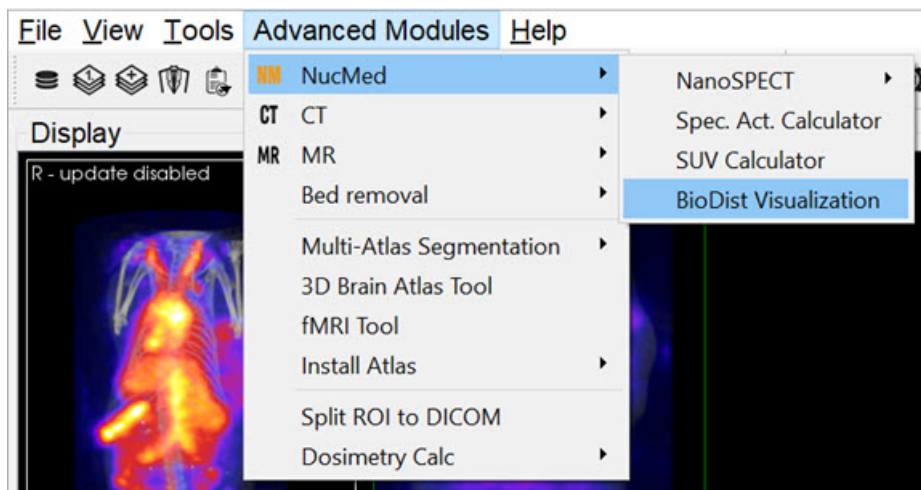 File View Tools Advanced Modules Help
NM NucMed
CT CT
MR MR
Bed removal
Multi-Atlas Segmentation
3D Brain Atlas Tool
fMRI Tool
Install Atlas
Split ROI to DICOM
Dosimetry Calc
NanoSPECT
Spec. Act. Calculator
SUV Calculator
BioDist Visualization
Display
R - update disabled